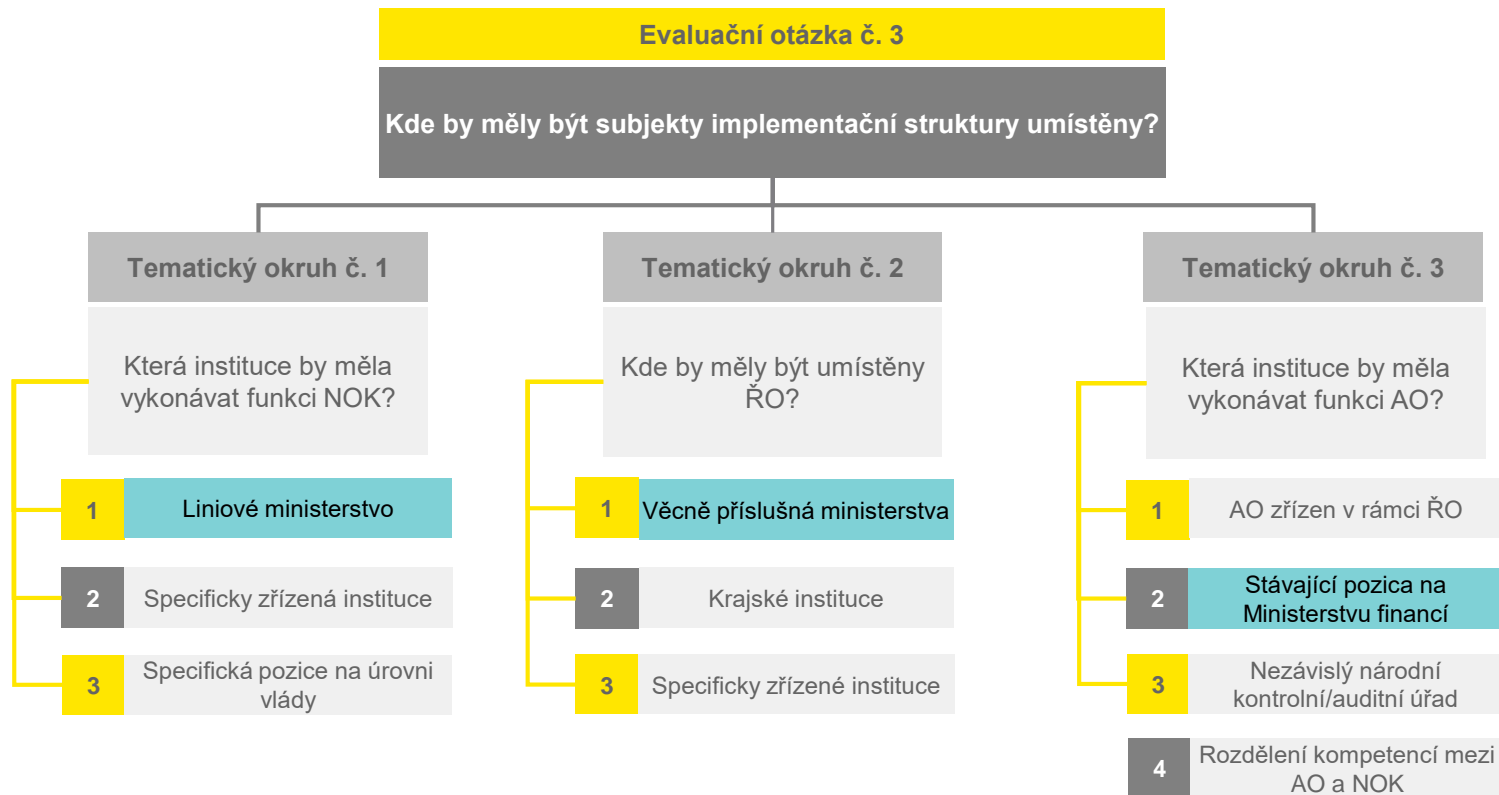 Evaluační otázka č. 3
Kde by měly být subjekty implementační struktury umístěny?
Tematický okruh č. 1
Která instituce by měla
vykonávat funkci NOK?
1
Liniové ministerstvo
2
Specificky zřízená instituce
3
Specifická pozice na úrovni
vlády
Tematický okruh č. 2
Kde by měly být umístěny
ŘO?
1
Věcně příslušná ministerstva
2
Krajské instituce
3
Specificky zřízené instituce
Tematický okruh č. 3
Která instituce by měla
vykonávat funkci AO?
1
AO zřízen v rámci ŘO
2
Stávající pozica na
Ministerstvu financí
3
Nezávislý národní
kontrolní/auditní úřad
4
Rozdělení kompetencí mezi
AO a NOK